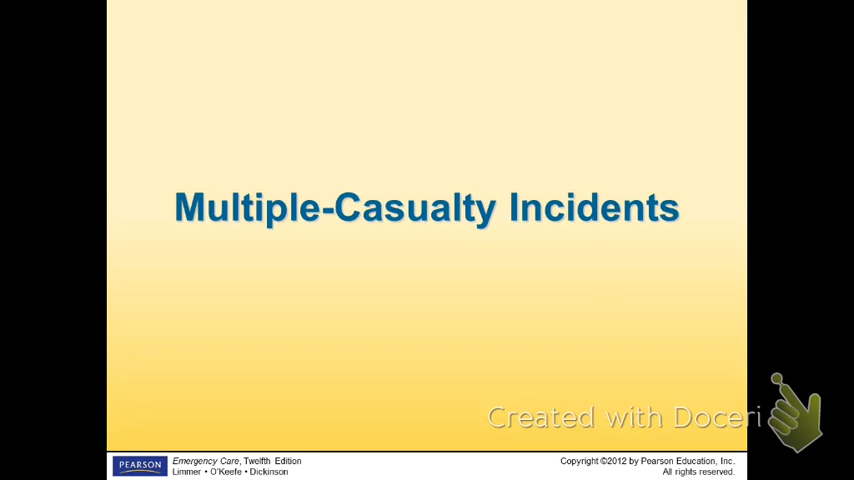 Multiple-Casualty Incidents
Created with Doceri
PEARSON
Emergency Care, Twelfth Edition
Limmer • O'Keefe • Dickinson
Copyright ©2012 by Pearson Education, Inc.
All rights reserved.